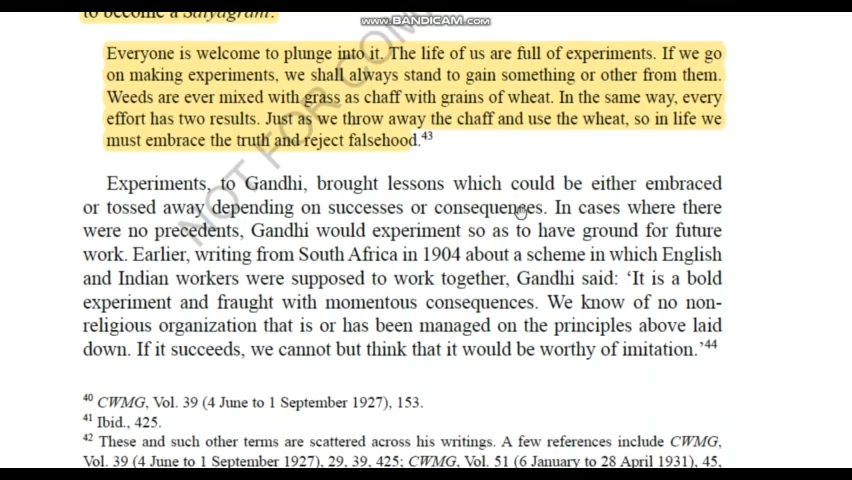 to become a Satyagrahi:
www.BANDICAM.com
Everyone is welcome to plunge into it. The life of us are full of experiments. If we go
on making experiments, we shall always stand to gain something or other from them.
Weeds are ever mixed with grass as chaff with grains of wheat. In the same way, every
effort has two results. Just as we throw away the chaff and use the wheat, so in life we
must embrace the truth and reject falsehood.43
NOT FOR COM
Experiments, to Gandhi, brought lessons which could be either embraced
or tossed away depending on successes or consequences. In cases where there
were no precedents, Gandhi would experiment so as to have ground for future
work. Earlier, writing from South Africa in 1904 about a scheme in which English
and Indian workers were supposed to work together, Gandhi said: ‘It is a bold
experiment and fraught with momentous consequences. We know of no non-
religious organization that is or has been managed on the principles above laid
down. If it succeeds, we cannot but think that it would be worthy of imitation.’44
40 CWMG, Vol. 39 (4 June to 1 September 1927), 153.
41 Ibid., 425.
42 These and such other terms are scattered across his writings. A few references include CWMG,
Vol. 39 (4 June to 1 September 1927), 29, 39, 425; CWMG, Vol. 51 (6 January to 28 April 1931), 45,